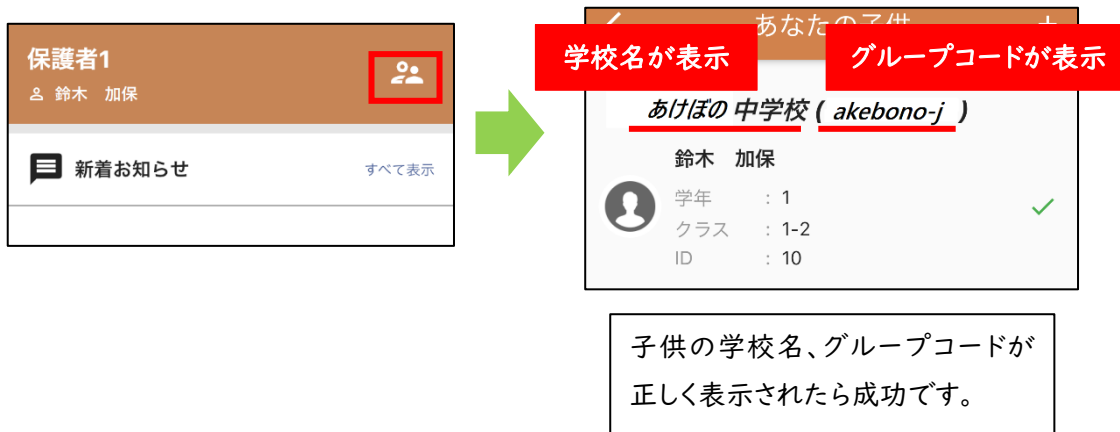 保護者1
鈴木 加保
新着お知らせ
すべて表示
あなたの子供
学校名が表示
グループコードが表示
あけぼの 中学校 ( akebono-j )
鈴木 加保
学年 : 1
クラス : 1-2
ID : 10
子供の学校名、グループコードが
正しく表示されたら成功です。